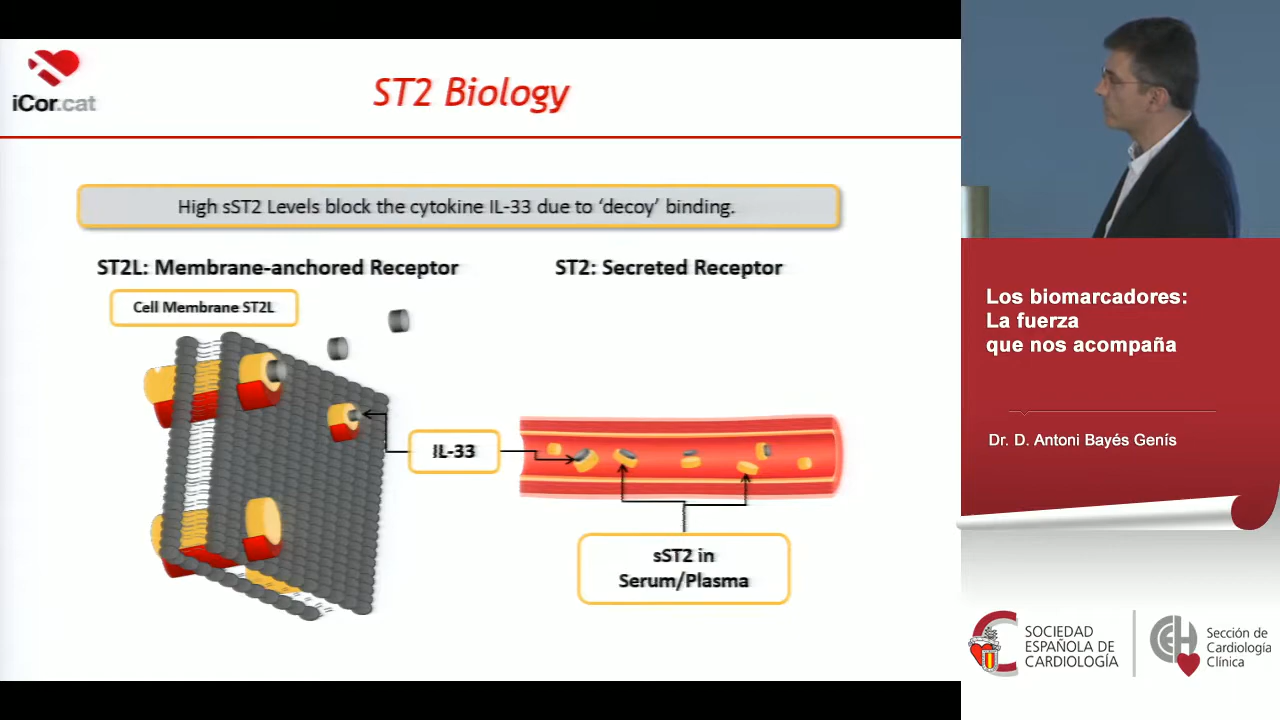 iCor.cat
ST2 Biology
High sST2 Levels block the cytokine IL-33 due to ‘decoy’ binding.
ST2L: Membrane-anchored Receptor
Cell Membrane ST2L
ST2: Secreted Receptor
IL-33
sST2 in
Serum/Plasma
Los biomarcadores:
La fuerza
que nos acompaña
Dr. D. Antoni Bayés Genís
SOCIEDAD
ESPAÑOLA DE
CARDIOLOGÍA
Sección de
Cardiología
Clínica